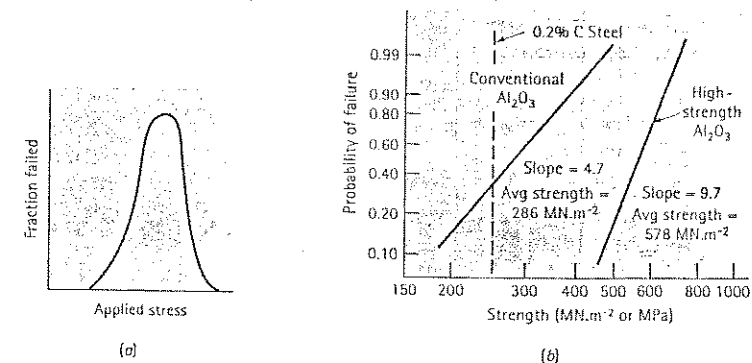 Fraction failed
Applied stress
(a)
Probability of failure
0.99
0.90
0.80
0.60
0.40
0.20
0.10
0.2% C Steel
Conventional
Al₂O₃
High-
strength
Al₂O₃
Slope = 4.7
Avg strength =
286 MN.m⁻²
Slope = 9.7
Avg strength =
578 MN.m⁻²
150 200 300 400 500 600 800 1000
Strength (MN.m⁻² or MPa)
(b)